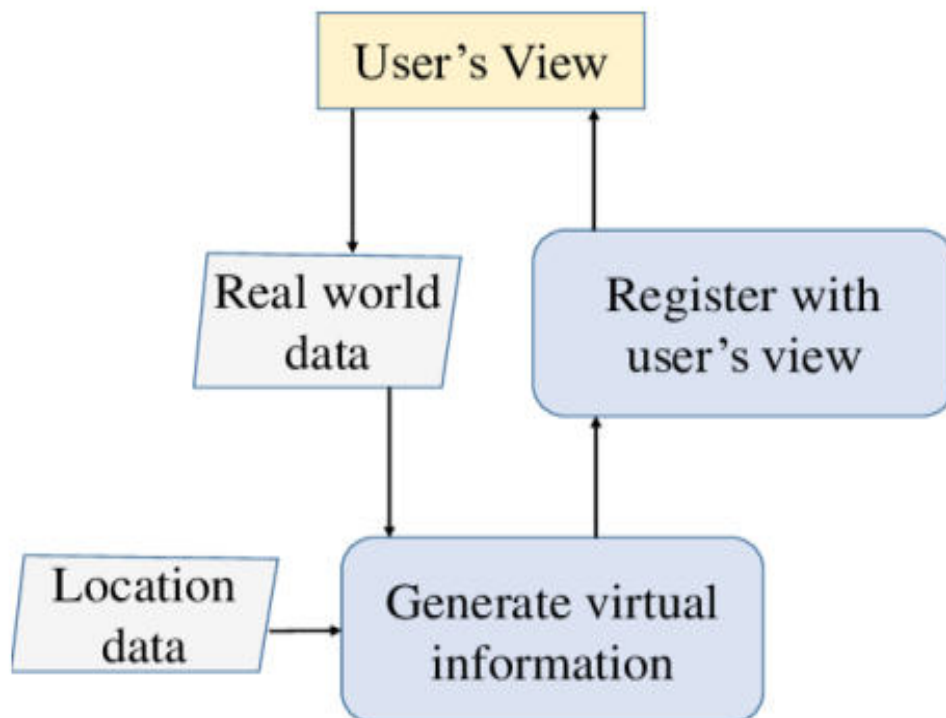 User’s View
Real world
data
Register with
user’s view
Location
data
Generate virtual
information